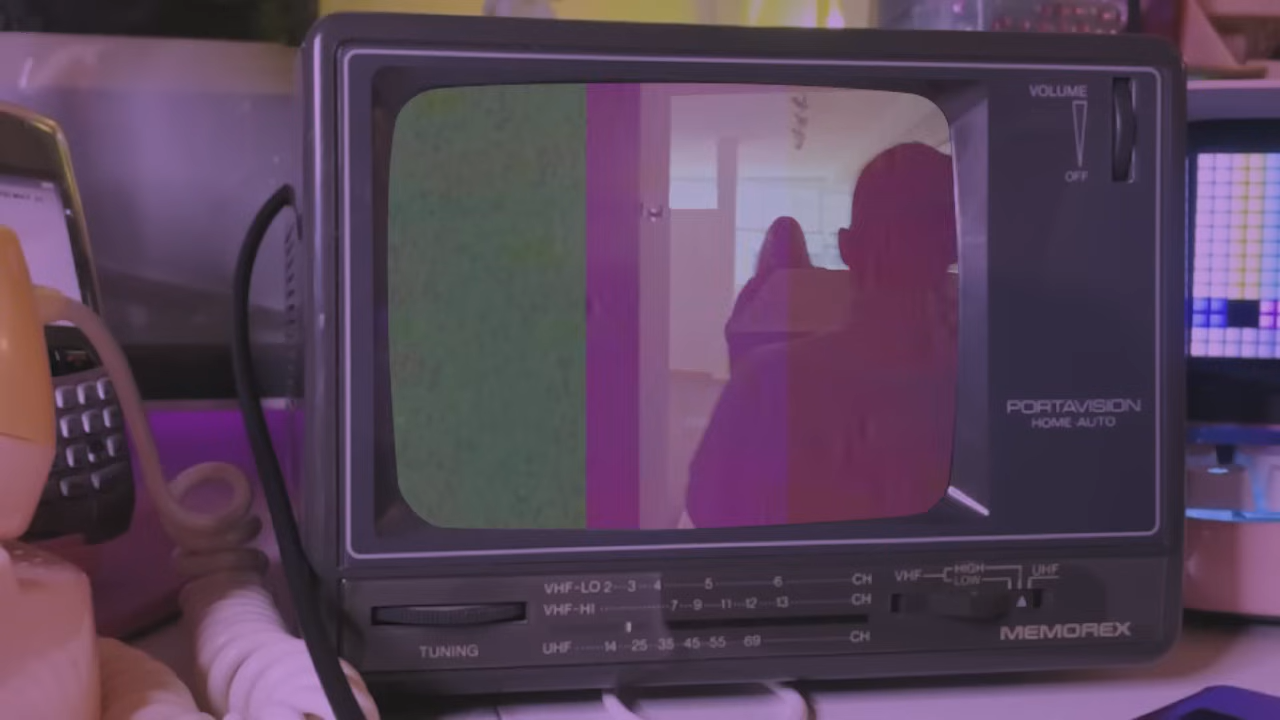 VOLUME
OFF
PORTAVISION
HOME-AUTO
VHF-LO 2 3 4 5 6 CH
VHF-HI 7 9 11 12 13 CH
UHF 14 25 35 45 55 69 CH
TUNING
VHF HIGH LOW UHF
MEMOREX